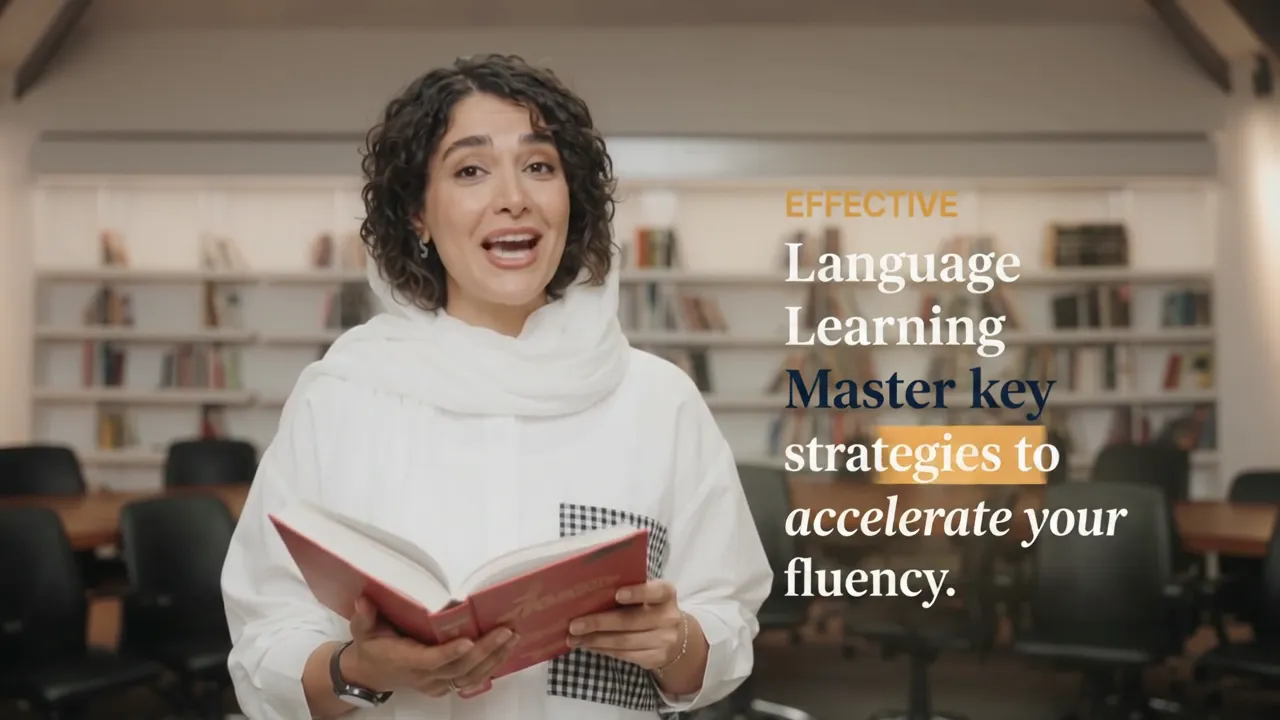 EFFECTIVE
Language
Learning
Master key
strategies to
accelerate your
fluency.